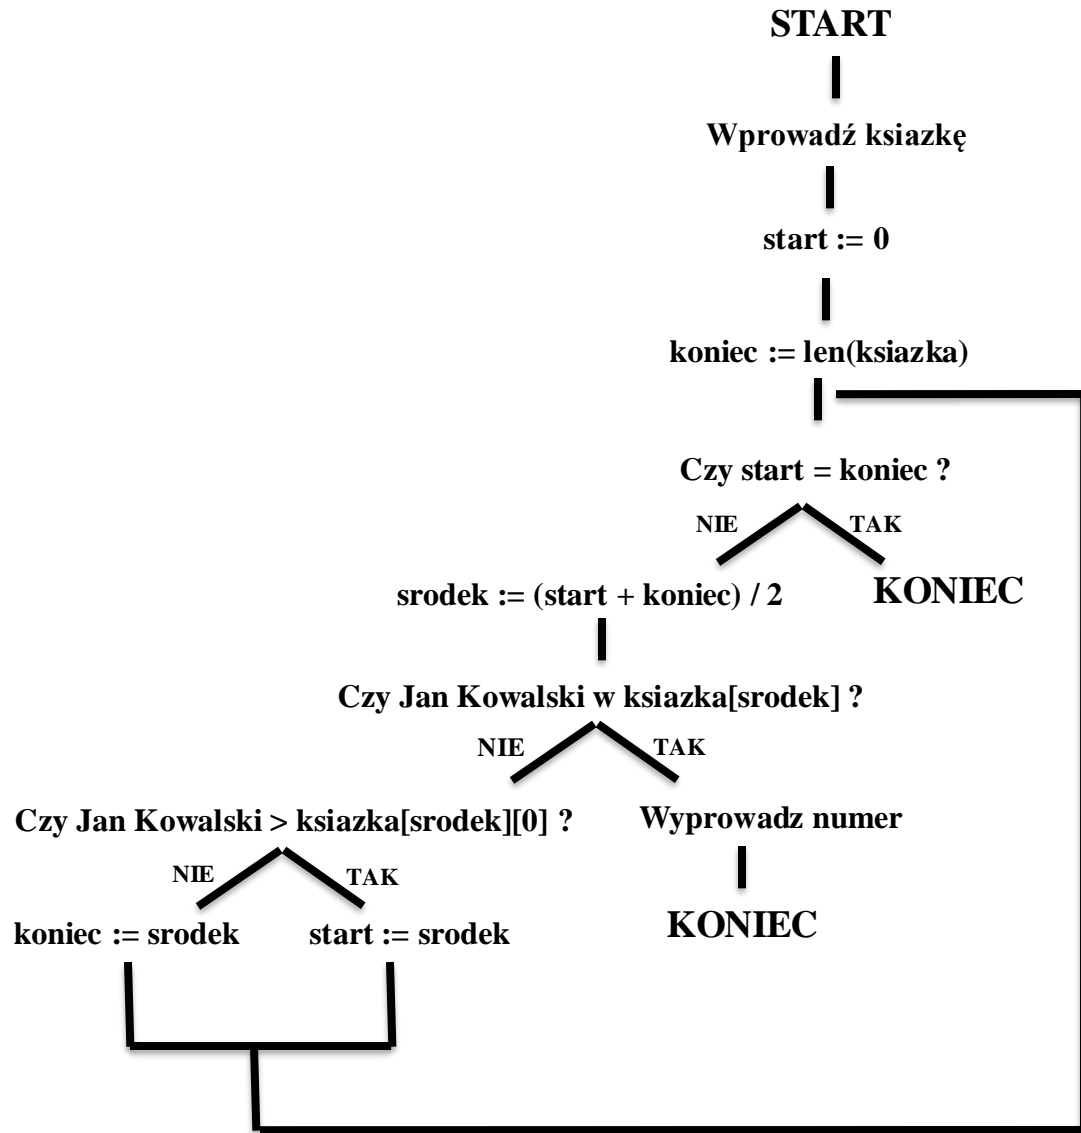 START
Wprowadź ksiazkę
start := 0
koniec := len(ksiazka)
Czy start = koniec ?
NIE TAK
srodek := (start + koniec) / 2 KONIEC
Czy Jan Kowalski w ksiazka[srodek] ?
NIE TAK
Czy Jan Kowalski > ksiazka[srodek][0] ? Wyprowadz numer
NIE TAK
koniec := srodek start := srodek KONIEC